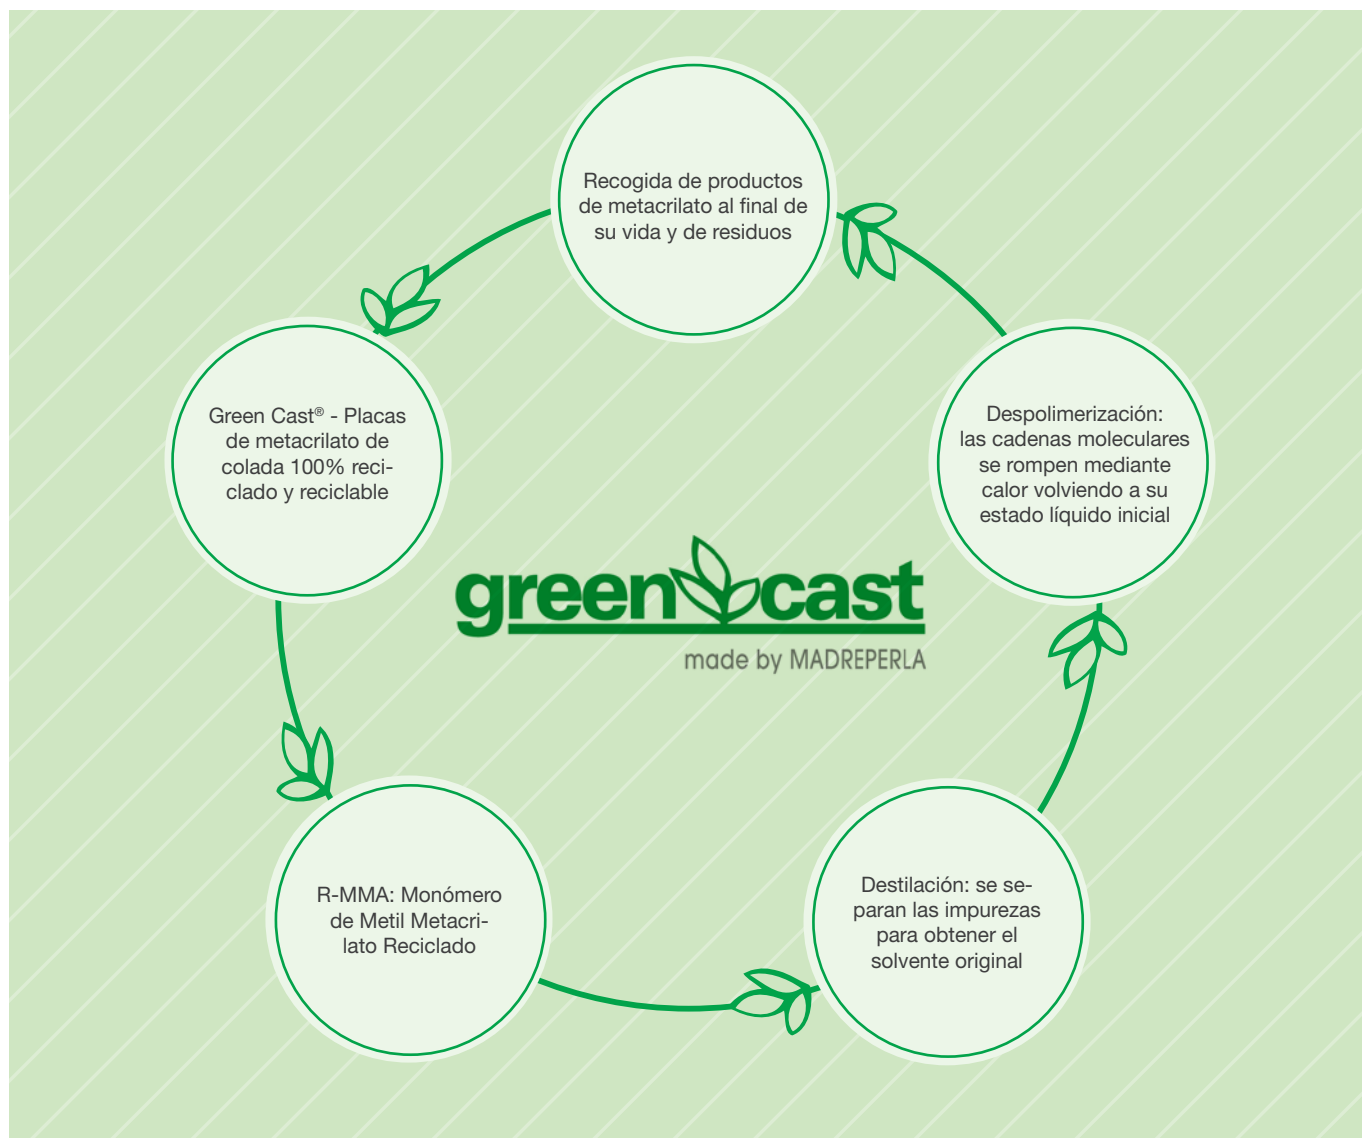 Recogida de productos
de metacrilato al final de
su vida y de residuos
Green Cast® - Placas
de metacrilato de
colada 100% reci-
clado y reciclable
Despolimerización:
las cadenas moleculares
se rompen mediante
calor volviendo a su
estado líquido inicial
greencast
made by MADREPERLA
R-MMA: Monómero
de Metil Metacri-
lato Reciclado
Destilación: se se-
paran las impurezas
para obtener el
solvente original